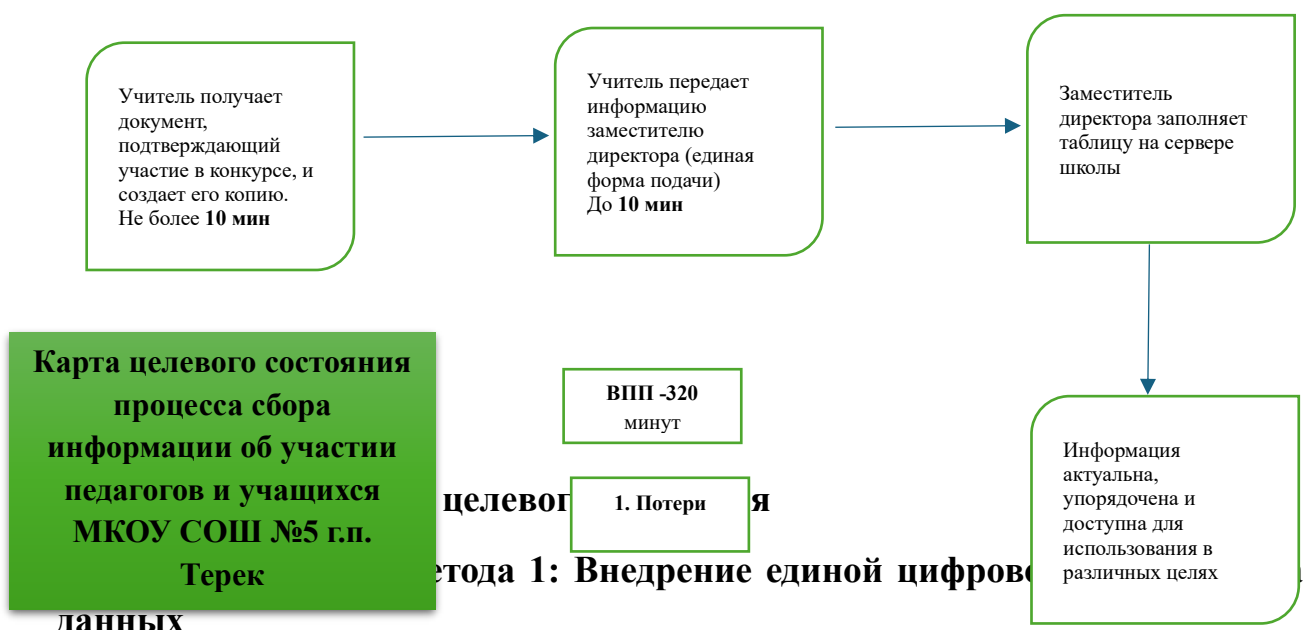 Учитель получает
документ,
подтверждающий
участие в конкурсе, и
создает его копию.
Не более 10 мин
Учитель передает
информацию
заместителю
директора (единая
форма подачи)
До 10 мин
Заместитель
директора заполняет
таблицу на сервере
школы
Карта целевого состояния
процесса сбора
информации об участии
педагогов и учащихся
МКОУ СОШ №5 г.п.
Терек
ВПП -320
минут
1. Потери
Информация
актуальна,
упорядочена и
доступна для
использования в
различных целях
1: Внедрение единой
данных